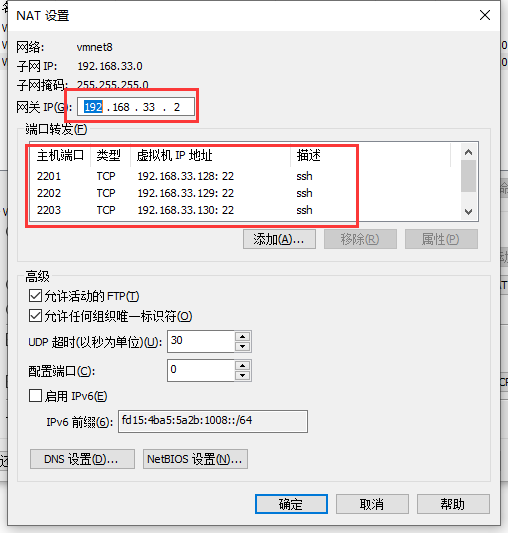 NAT 设置
网络: vmnet8
子网 IP: 192.168.33.0
子网掩码: 255.255.255.0
网关 IP(G): 192 . 168 . 33 . 2
端口转发(F)
主机端口 类型 虚拟机 IP 地址 描述
2201 TCP 192.168.33.128: 22 ssh
2202 TCP 192.168.33.129: 22 ssh
2203 TCP 192.168.33.130: 22 ssh
添加(A)... 移除(R) 属性(P)
高级
允许活动的 FTP(T)
允许任何组织唯一标识符(O)
UDP 超时(以秒为单位)(U): 30
配置端口(C): 0
启用 IPv6(E)
IPv6 前缀(6): fd15:4ba5:5a2b:1008::/64
DNS 设置(D)... NetBIOS 设置(N)...
确定 取消 帮助